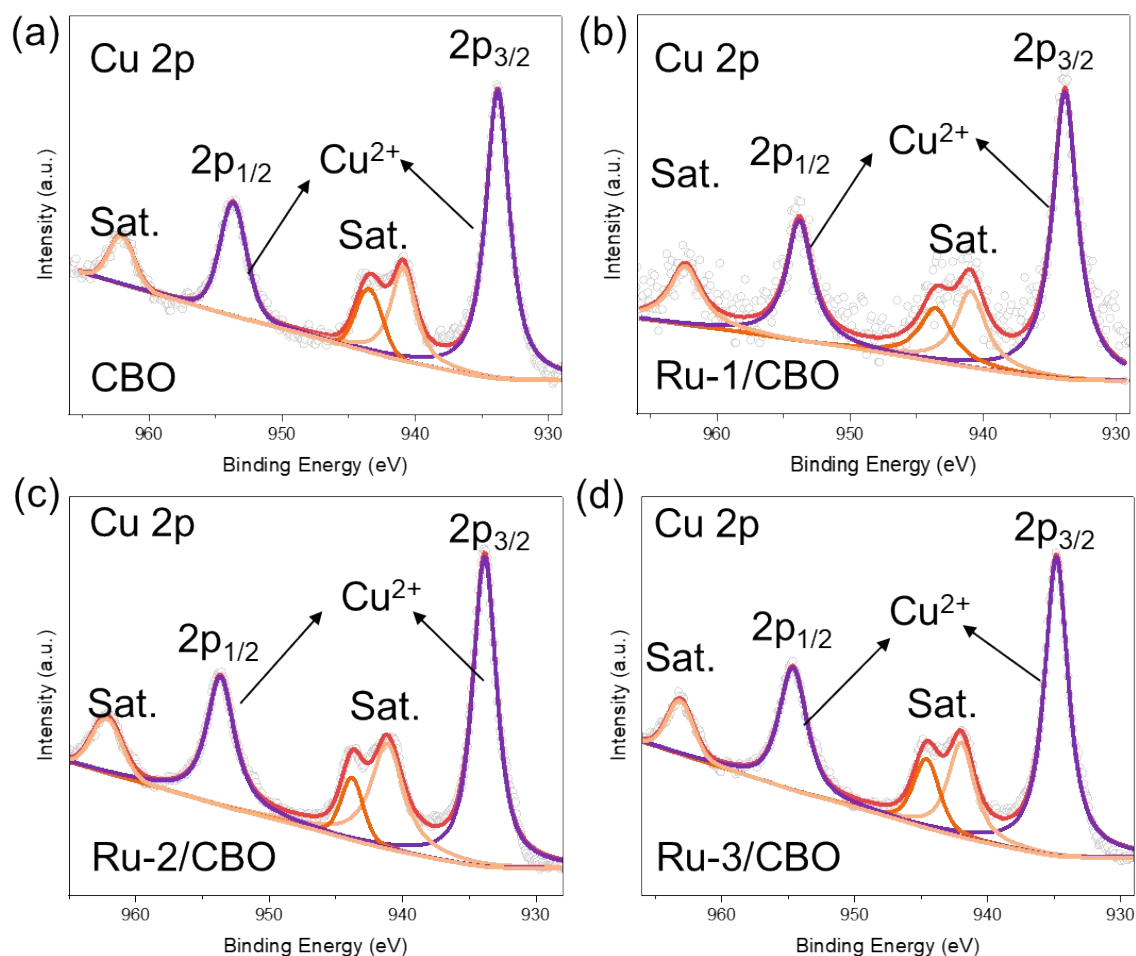 (a)
Cu 2p
2p3/2
2p1/2
Cu2+
Sat.
Sat.
CBO
Intensity (a.u.)
960
950
940
930
Binding Energy (eV)
(b)
Cu 2p
2p3/2
2p1/2
Cu2+
Sat.
Sat.
Ru-1/CBO
Intensity (a.u.)
960
950
940
930
Binding Energy (eV)
(c)
Cu 2p
2p3/2
Cu2+
2p1/2
Sat.
Sat.
Ru-2/CBO
Intensity (a.u.)
960
950
940
930
Binding Energy (eV)
(d)
Cu 2p
2p3/2
Cu2+
2p1/2
Sat.
Sat.
Ru-3/CBO
Intensity (a.u.)
960
950
940
930
Binding Energy (eV)